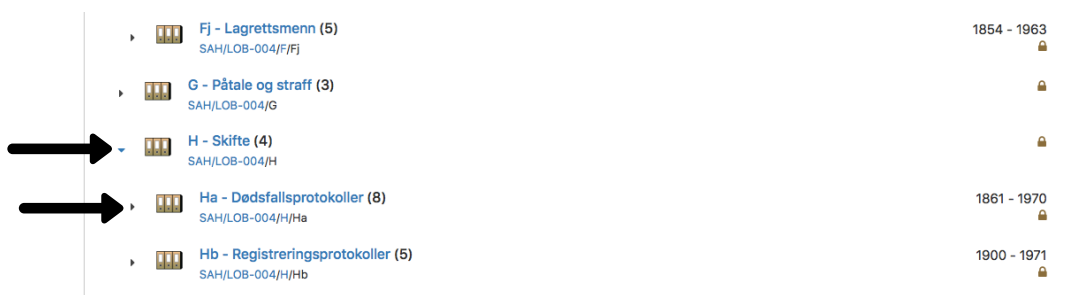 Fj - Lagrettsmenn (5)
1854 - 1963
SAH/LOB-004/F/Fj
G - Påtale og straff (3)
SAH/LOB-004/G
H - Skifte (4)
SAH/LOB-004/H
Ha - Dødsfallsprotokoller (8)
1861 - 1970
SAH/LOB-004/H/Ha
Hb - Registreringsprotokoller (5)
1900 - 1971
SAH/LOB-004/H/Hb